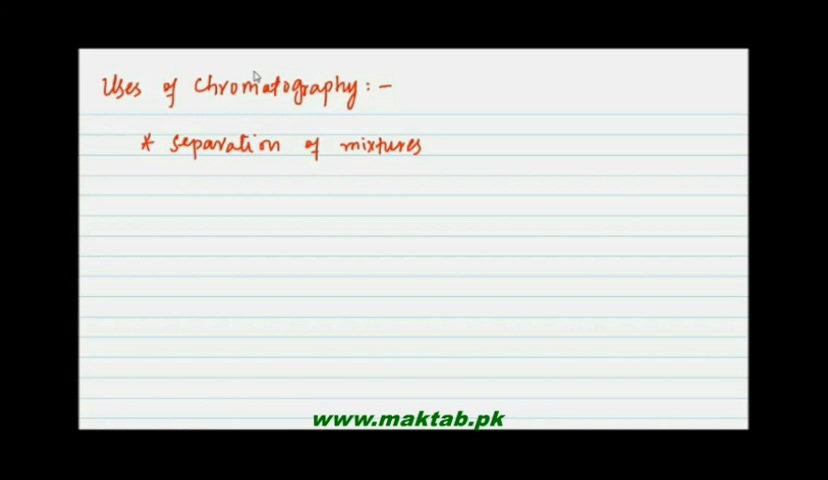 Uses of Chromatography:-
* Separation of mixtures
www.maktab.pk